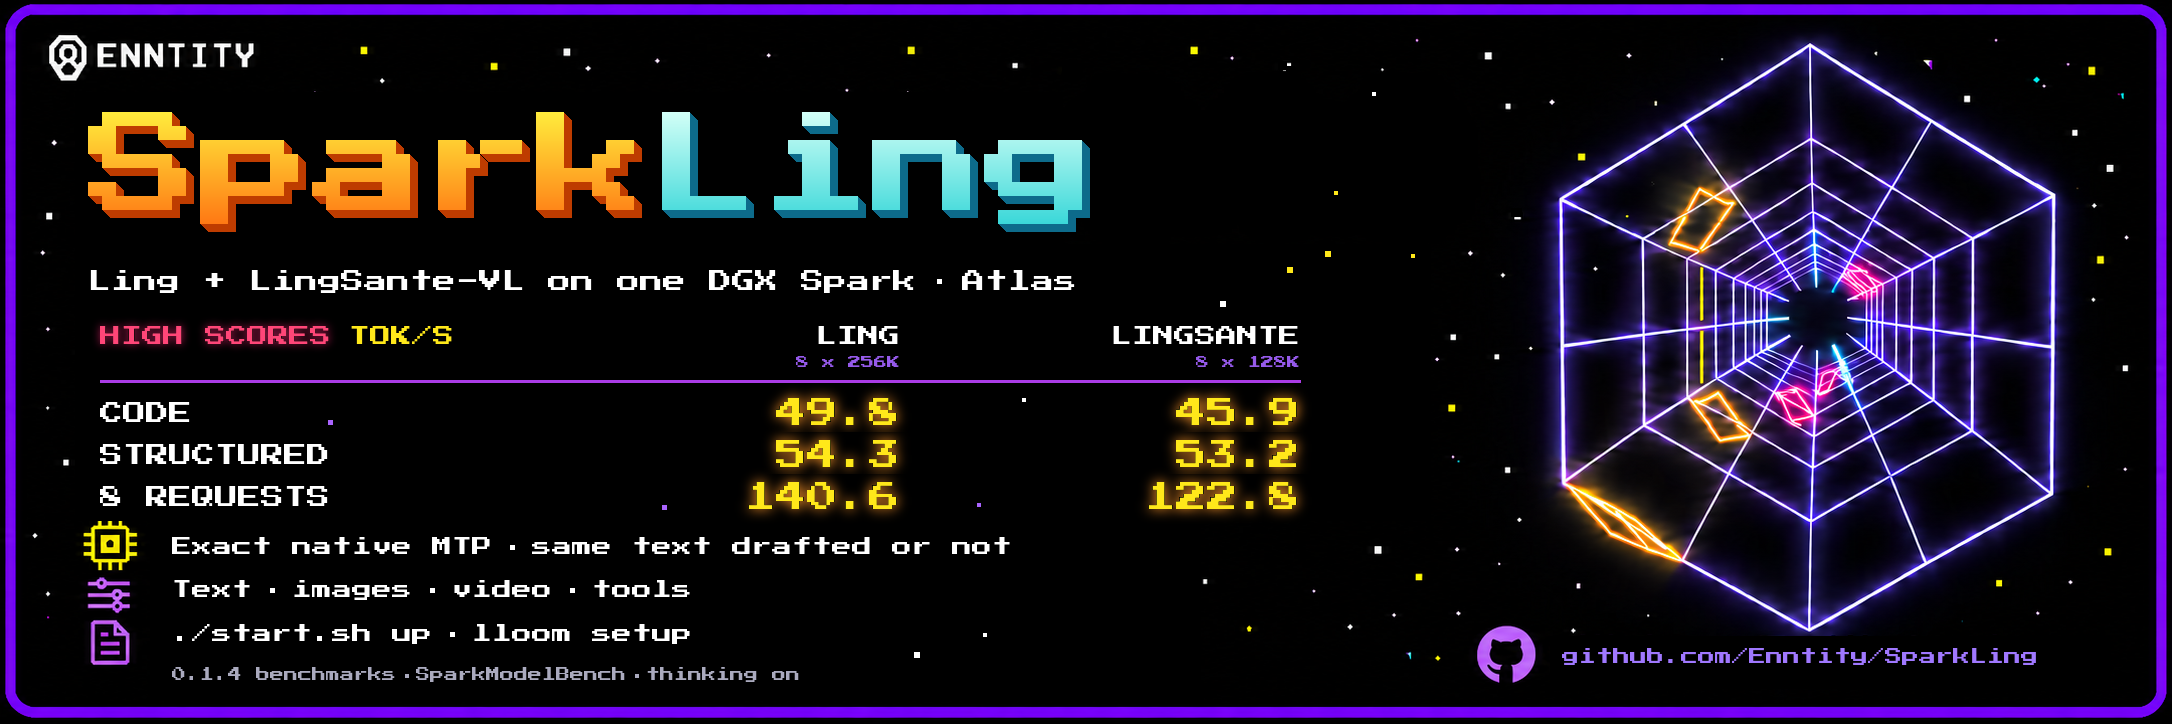 ENNTITY
SparkLing
Ling + LingSante-VL on one DGX Spark · Atlas
HIGH SCORES TOK/S LING LINGSANTE
8 x 256K 8 x 128K
CODE 49.8 45.9
STRUCTURED 54.3 53.2
8 REQUESTS 140.6 122.8
Exact native MTP · same text drafted or not
Text · images · video · tools
./start.sh up · lloom setup
0.1.4 benchmarks · SparkModelBench · thinking on
github.com/Enntity/SparkLing